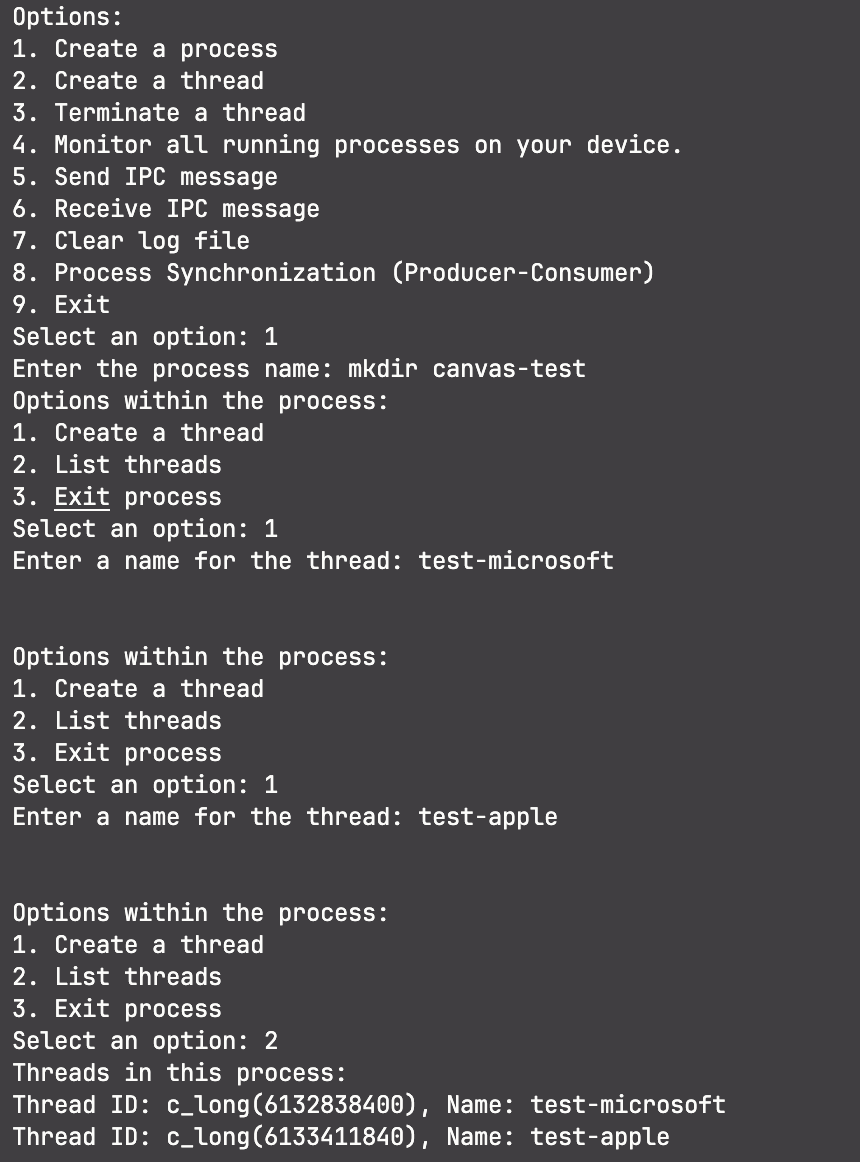 Options:
1. Create a process
2. Create a thread
3. Terminate a thread
4. Monitor all running processes on your device.
5. Send IPC message
6. Receive IPC message
7. Clear log file
8. Process Synchronization (Producer-Consumer)
9. Exit
Select an option: 1
Enter the process name: mkdir canvas-test
Options within the process:
1. Create a thread
2. List threads
3. Exit process
Select an option: 1
Enter a name for the thread: test-microsoft
Options within the process:
1. Create a thread
2. List threads
3. Exit process
Select an option: 1
Enter a name for the thread: test-apple
Options within the process:
1. Create a thread
2. List threads
3. Exit process
Select an option: 2
Threads in this process:
Thread ID: c_long(6132838400), Name: test-microsoft
Thread ID: c_long(6133411840), Name: test-apple